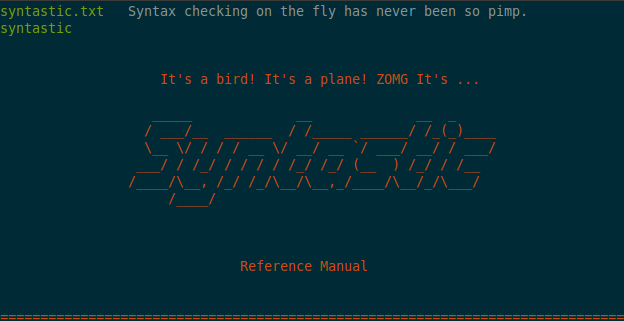 syntastic.txt   Syntax checking on the fly has never been so pimp.
syntastic
It's a bird! It's a plane! ZOMG It's ...
Syntastic
Reference Manual